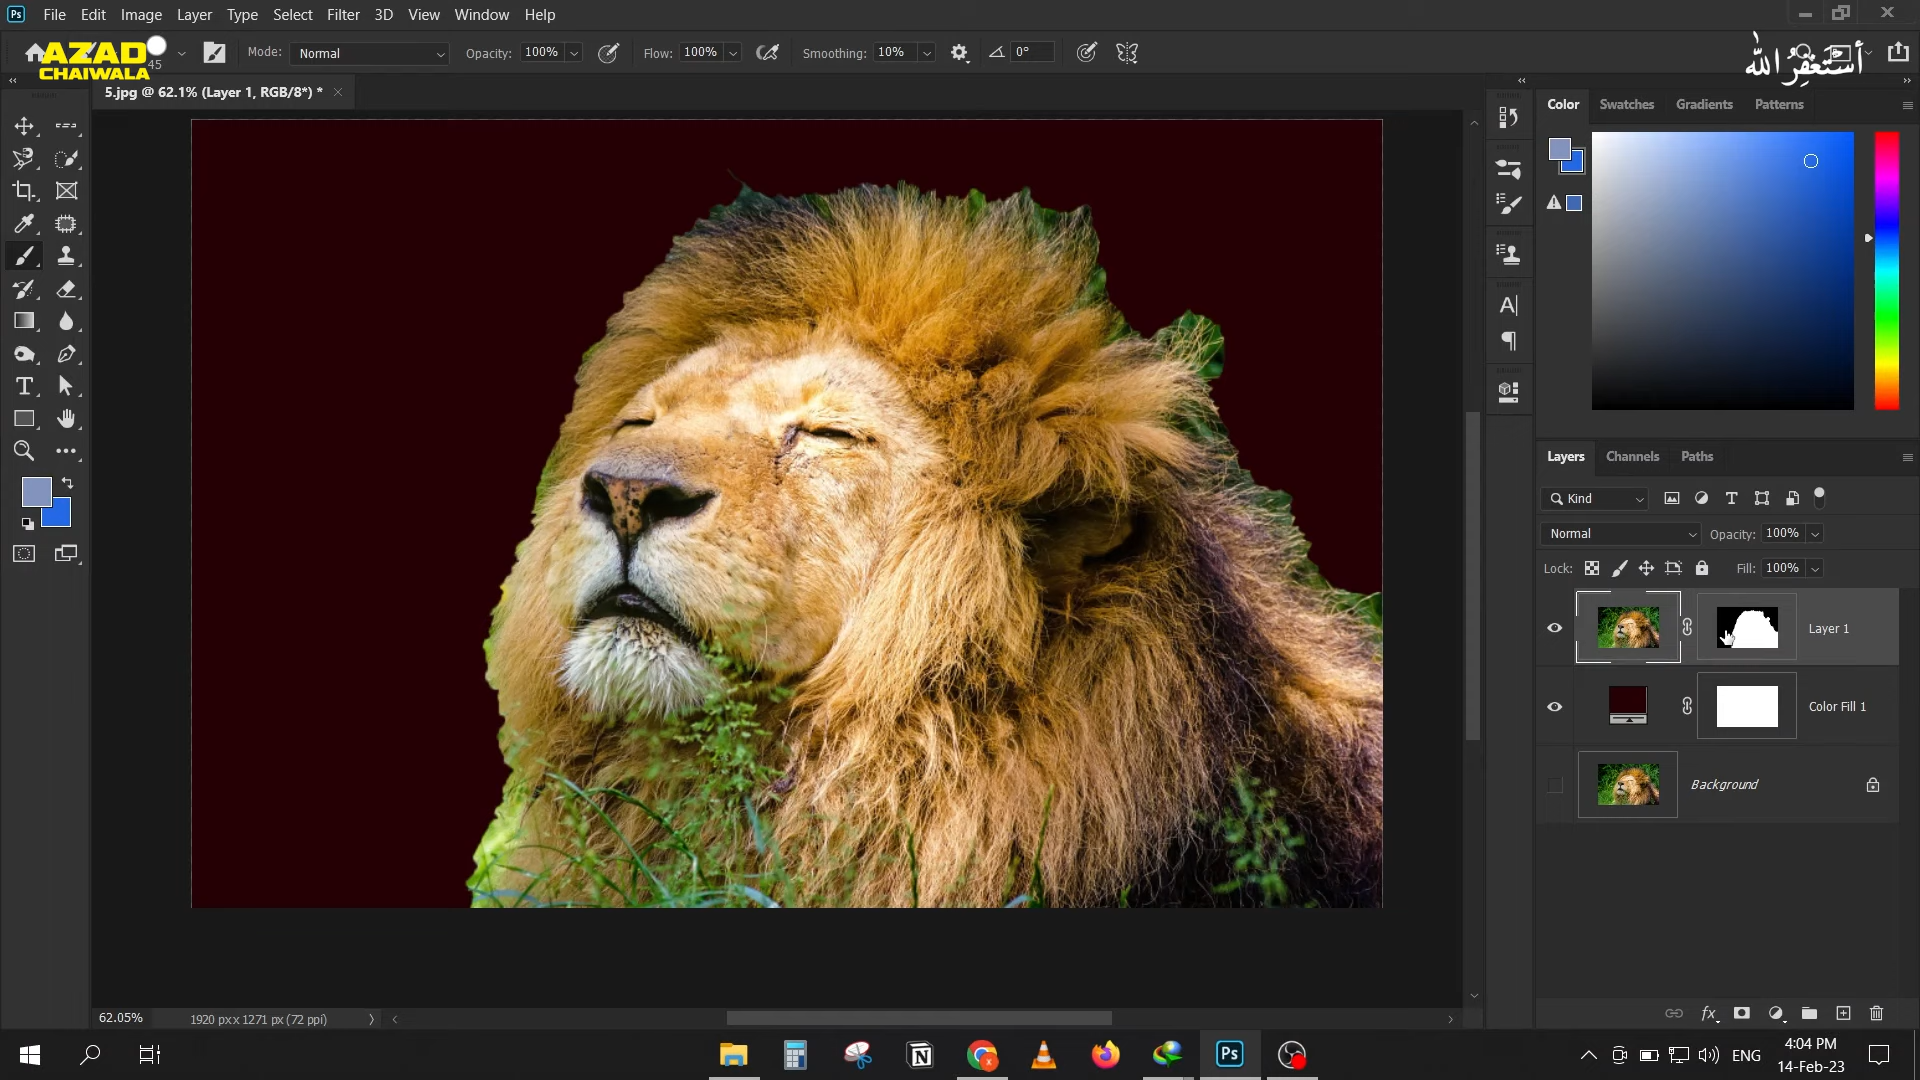 File Edit Image Layer Type Select Filter 3D View Window Help
AZAD
CHAIWALA
45
Mode: Normal Opacity: 100% Flow: 100% Smoothing: 10% 0°
أَسْتَغْفِرُ اللّٰه
5.jpg @ 62.1% (Layer 1, RGB/8*) *
Color Swatches Gradients Patterns
Layers Channels Paths
Kind
Normal Opacity: 100%
Lock: Fill: 100%
Layer 1
Color Fill 1
Background
fx
62.05% 1920 px x 1271 px (72 ppi)
ENG
4:04 PM
14-Feb-23